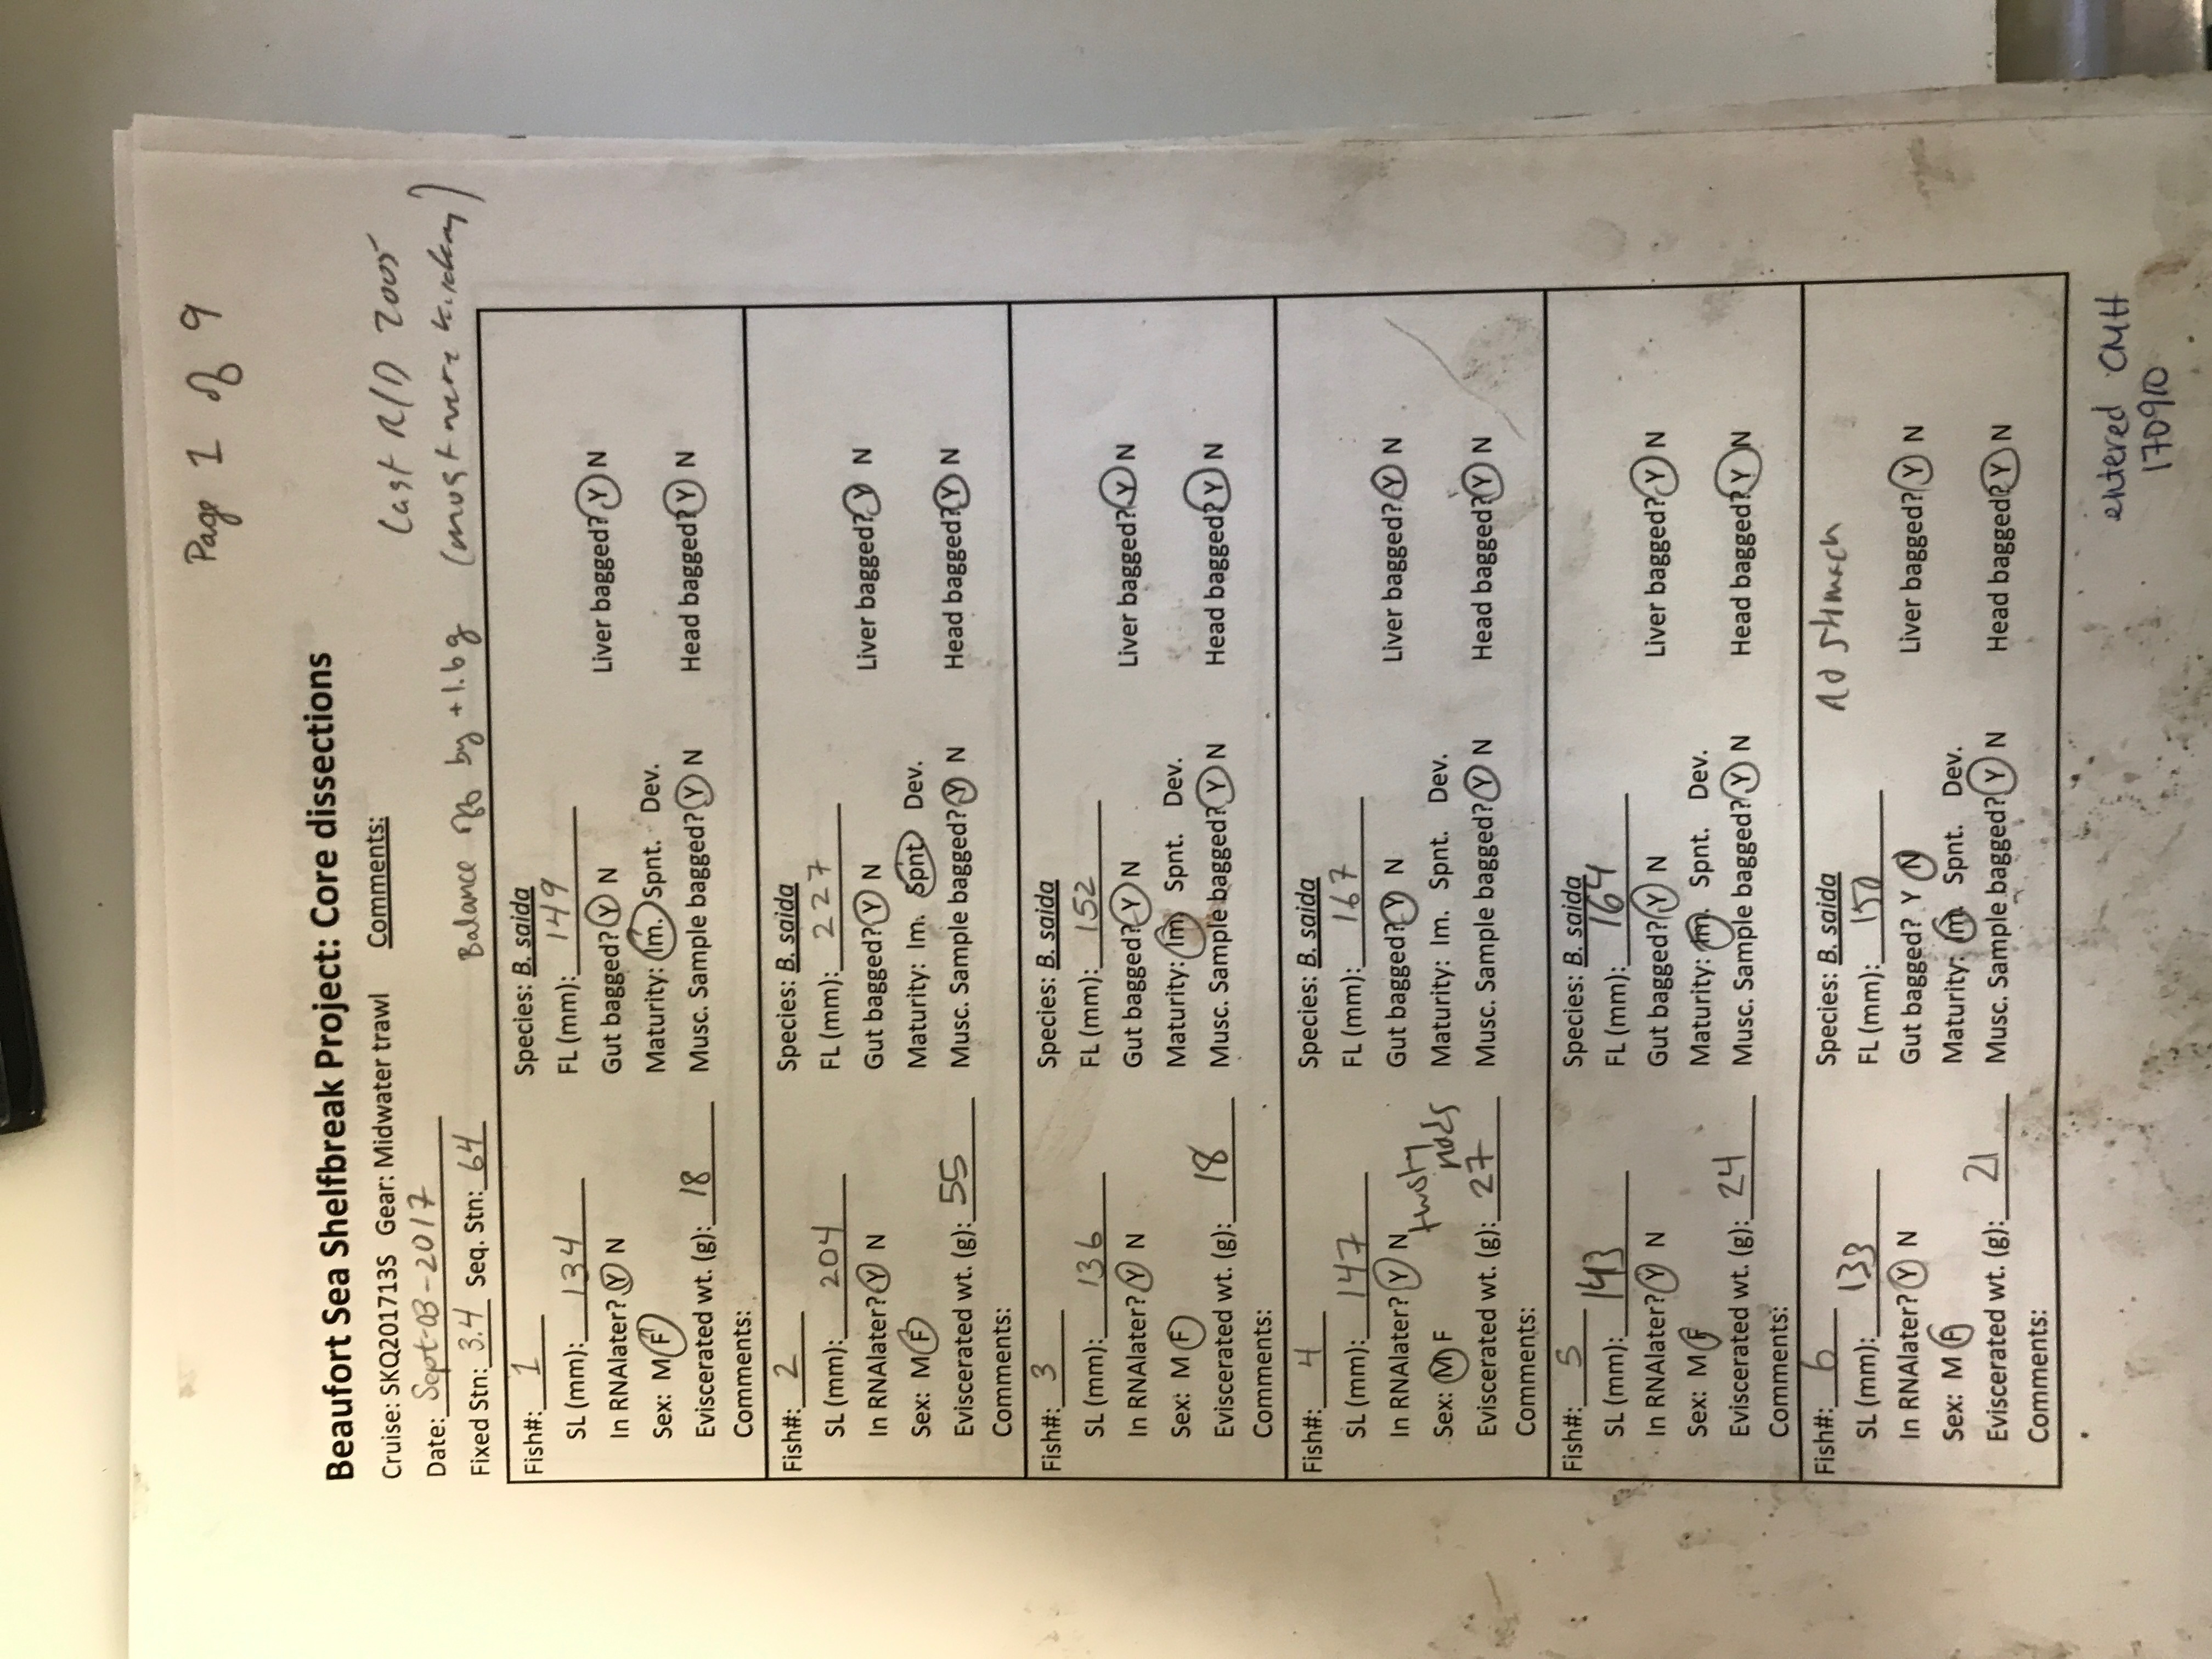 Page 1 of 9
Beaufort Sea Shelfbreak Project: Core dissections
Cruise: SKQ201713S Gear: Midwater trawl Comments: Last R/D 2005
Date: Sept-03-2017
Balance off by +1.6g (must nere kidney)
Fixed Stn: 3.4 Seq. Stn: 64
Fish#: 1 Species: B. saida
SL (mm): 134 FL (mm): 149
In RNAlater? Y N Gut bagged? Y N Liver bagged? Y N
Sex: M F Maturity: Im. Spnt. Dev.
Eviscerated wt. (g): 18 Musc. Sample bagged? Y N Head bagged? Y N
Comments:
Fish#: 2 Species: B. saida
SL (mm): 204 FL (mm): 227
In RNAlater? Y N Gut bagged? Y N Liver bagged? Y N
Sex: M F Maturity: Im. Spnt. Dev.
Eviscerated wt. (g): 55 Musc. Sample bagged? Y N Head bagged? Y N
Comments:
Fish#: 3 Species: B. saida
SL (mm): 136 FL (mm): 152
In RNAlater? Y N Gut bagged? Y N Liver bagged? Y N
Sex: M F Maturity: Im. Spnt. Dev.
Eviscerated wt. (g): 18 Musc. Sample bagged? Y N Head bagged? Y N
Comments:
Fish#: 4 Species: B. saida
SL (mm): 147 FL (mm): 167
In RNAlater? Y N Gut bagged? Y N Liver bagged? Y N
twsty nads
Sex: M F Maturity: Im. Spnt. Dev.
Eviscerated wt. (g): 27 Musc. Sample bagged? Y N Head bagged? Y N
Comments:
Fish#: 5 Species: B. saida
SL (mm): 143 FL (mm): 164
In RNAlater? Y N Gut bagged? Y N Liver bagged? Y N
Sex: M F Maturity: Im. Spnt. Dev.
Eviscerated wt. (g): 24 Musc. Sample bagged? Y N Head bagged? Y N
Comments:
Fish#: 6 Species: B. saida no stmach
SL (mm): 133 FL (mm): 150
In RNAlater? Y N Gut bagged? Y N Liver bagged? Y N
Sex: M F Maturity: Im. Spnt. Dev.
Eviscerated wt. (g): 21 Musc. Sample bagged? Y N Head bagged? Y N
Comments:
entered CMH
170910